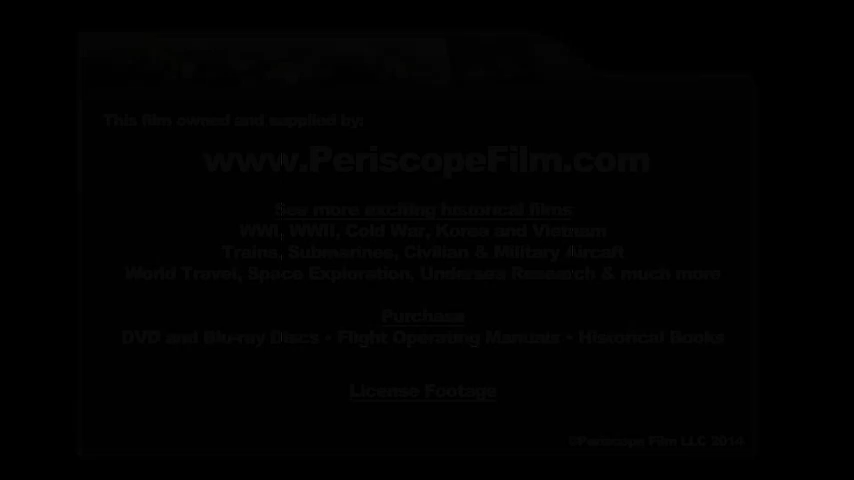 This film owned and supplied by:
www.PeriscopeFilm.com
See more exciting historical films
WWI, WWII, Cold War, Korea and Vietnam
Trains, Submarines, Civilian & Military Aircraft
World Travel, Space Exploration, Undersea Research & much more
Purchase
DVD and Blu-ray Discs • Flight Operating Manuals • Historical Books
License Footage
©Periscope Film LLC 2014